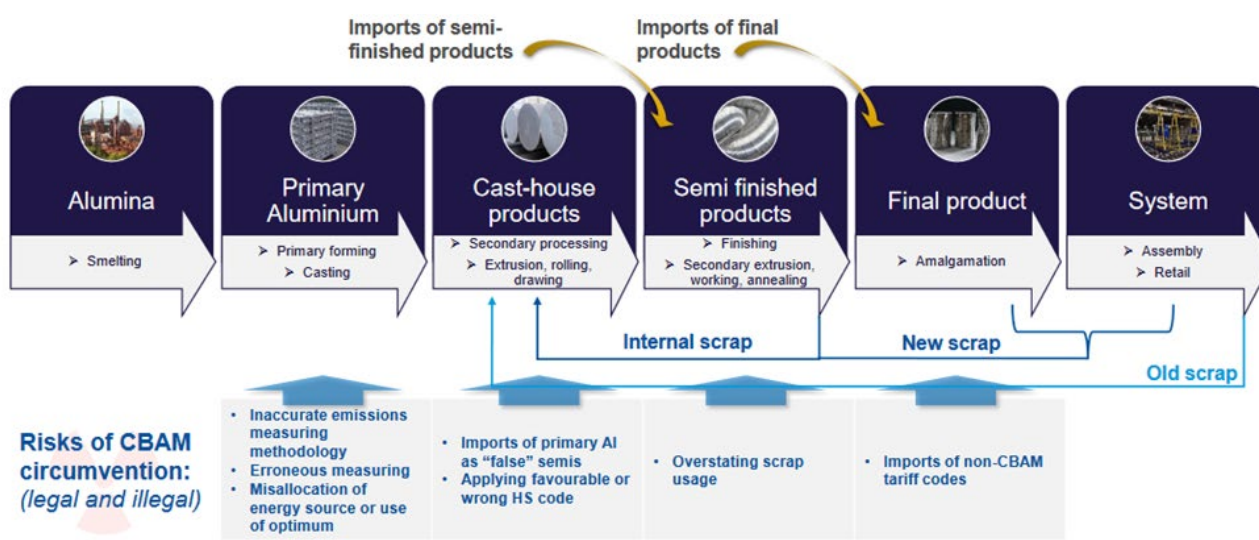 Imports of semi-
finished products
Imports of final
products
Alumina
➢ Smelting
Primary
Aluminium
➢ Primary forming
➢ Casting
Cast-house
products
➢ Secondary processing
➢ Extrusion, rolling,
drawing
Semi finished
products
➢ Finishing
➢ Secondary extrusion,
working, annealing
Final product
➢ Amalgamation
System
➢ Assembly
➢ Retail
Internal scrap
New scrap
Old scrap
Risks of CBAM
circumvention:
(legal and illegal)
• Inaccurate emissions
measuring
methodology
• Erroneous measuring
• Misallocation of
energy source or use
of optimum
• Imports of primary Al
as “false” semis
• Applying favourable or
wrong HS code
• Overstating scrap
usage
• Imports of non-CBAM
tariff codes